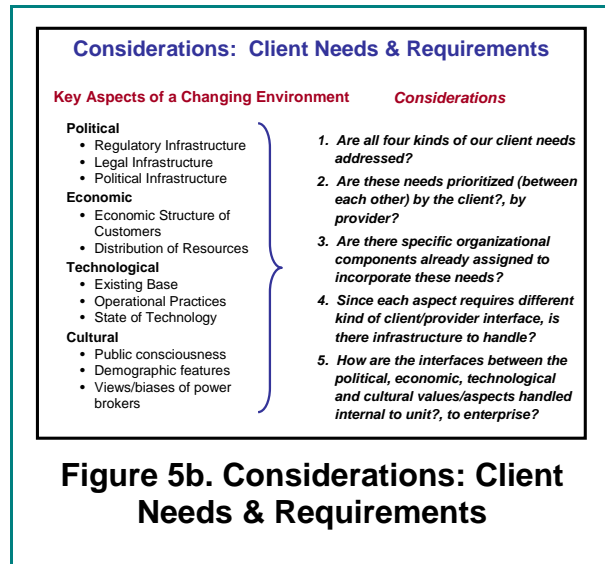 Considerations: Client Needs & Requirements
Key Aspects of a Changing Environment
Political
• Regulatory Infrastructure
• Legal Infrastructure
• Political Infrastructure
Economic
• Economic Structure of
Customers
• Distribution of Resources
Technological
• Existing Base
• Operational Practices
• State of Technology
Cultural
• Public consciousness
• Demographic features
• Views/biases of power
brokers
Considerations
1. Are all four kinds of our client needs
addressed?
2. Are these needs prioritized (between
each other) by the client?, by
provider?
3. Are there specific organizational
components already assigned to
incorporate these needs?
4. Since each aspect requires different
kind of client/provider interface, is
there infrastructure to handle?
5. How are the interfaces between the
political, economic, technological
and cultural values/aspects handled
internal to unit?, to enterprise?
Figure 5b. Considerations: Client
Needs & Requirements